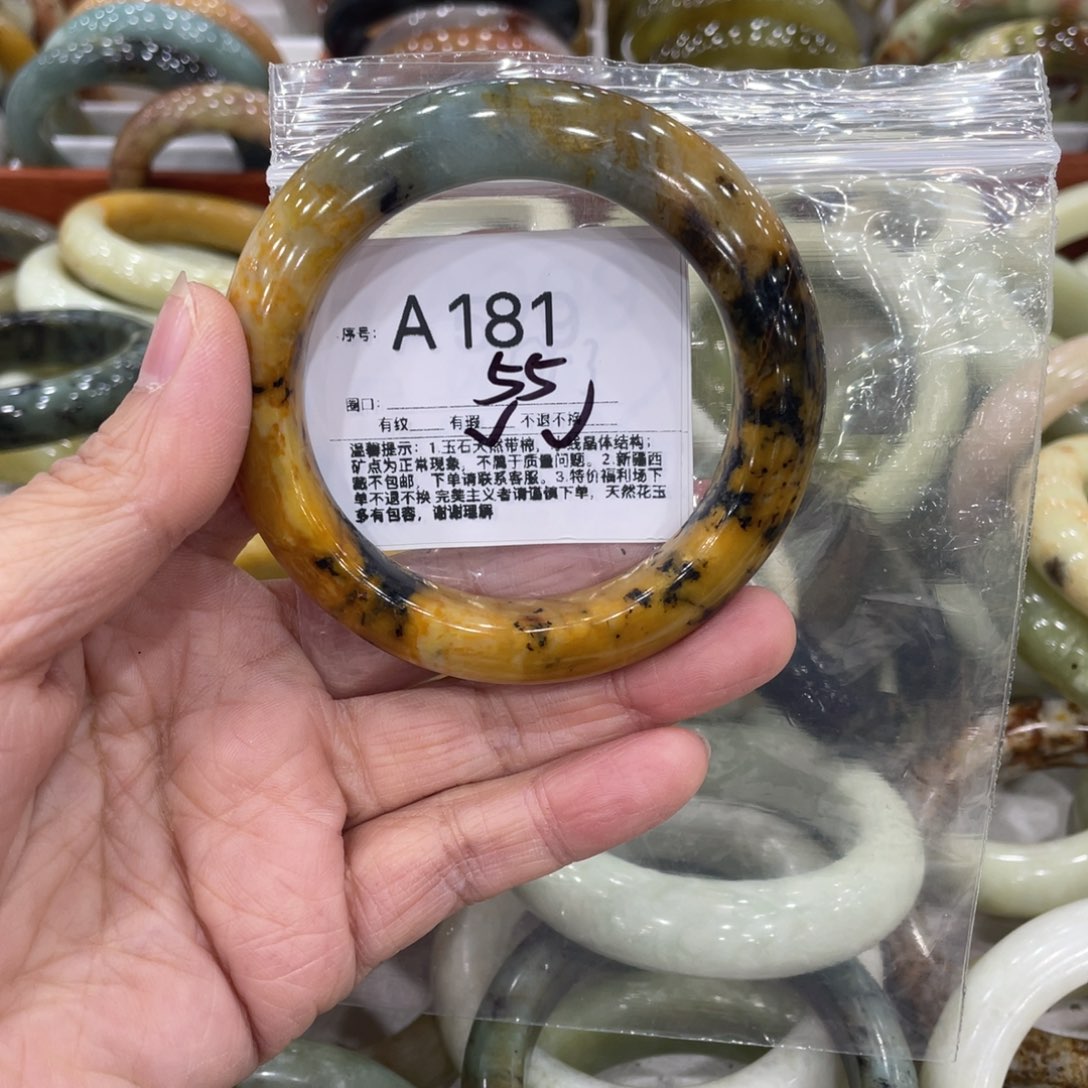 序号: A181
55
圈口:
有纹 有瑕 不退不换
温馨提示: 1.玉石天然带棉, 线晶体结构;
矿点为正常现象, 不属于质量问题。2.新疆西
藏不包邮, 下单请联系客服。3.特价福利场下
单不退不换 完美主义者请谨慎下单, 天然花玉
多有包容, 谢谢理解